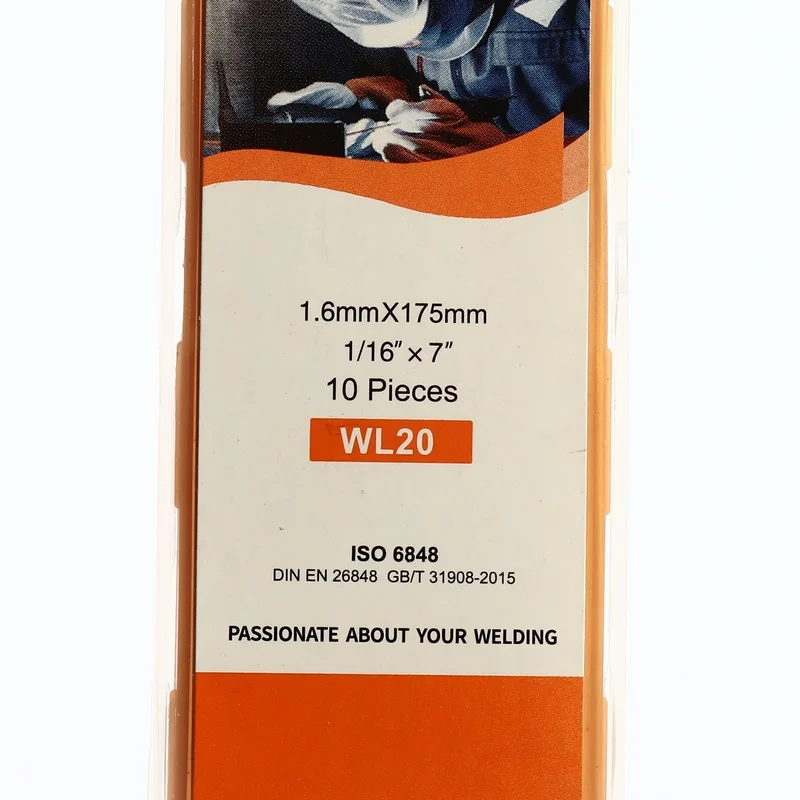 1.6mmX175mm
1/16″ × 7″
10 Pieces
WL20
ISO 6848
DIN EN 26848 GB/T 31908-2015
PASSIONATE ABOUT YOUR WELDING